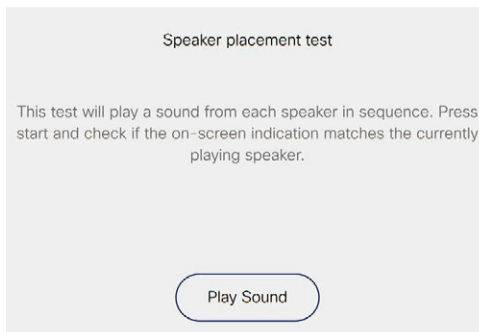 Speaker placement test
This test will play a sound from each speaker in sequence. Press
start and check if the on-screen indication matches the currently
playing speaker.
Play Sound